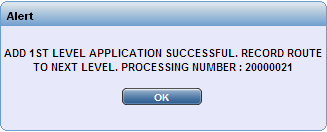 Alert
ADD 1ST LEVEL APPLICATION SUCCESSFUL. RECORD ROUTE
TO NEXT LEVEL. PROCESSING NUMBER : 20000021
OK